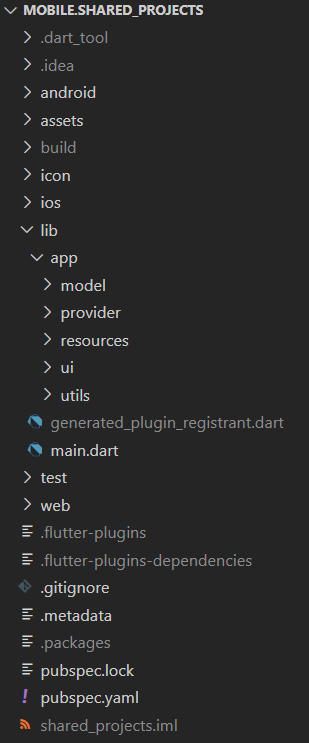 MOBILE.SHARED_PROJECTS
.dart_tool
.idea
android
assets
build
icon
ios
lib
app
model
provider
resources
ui
utils
generated_plugin_registrant.dart
main.dart
test
web
.flutter-plugins
.flutter-plugins-dependencies
.gitignore
.metadata
.packages
pubspec.lock
pubspec.yaml
shared_projects.iml